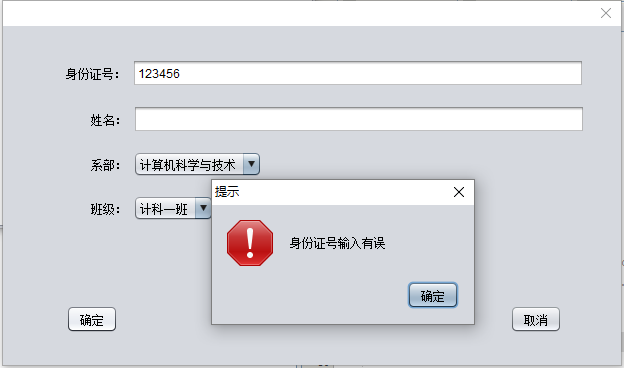 身份证号：
123456
姓名：
系部：
计算机科学与技术
提示
班级：
计科一班
身份证号输入有误
确定
确定
取消